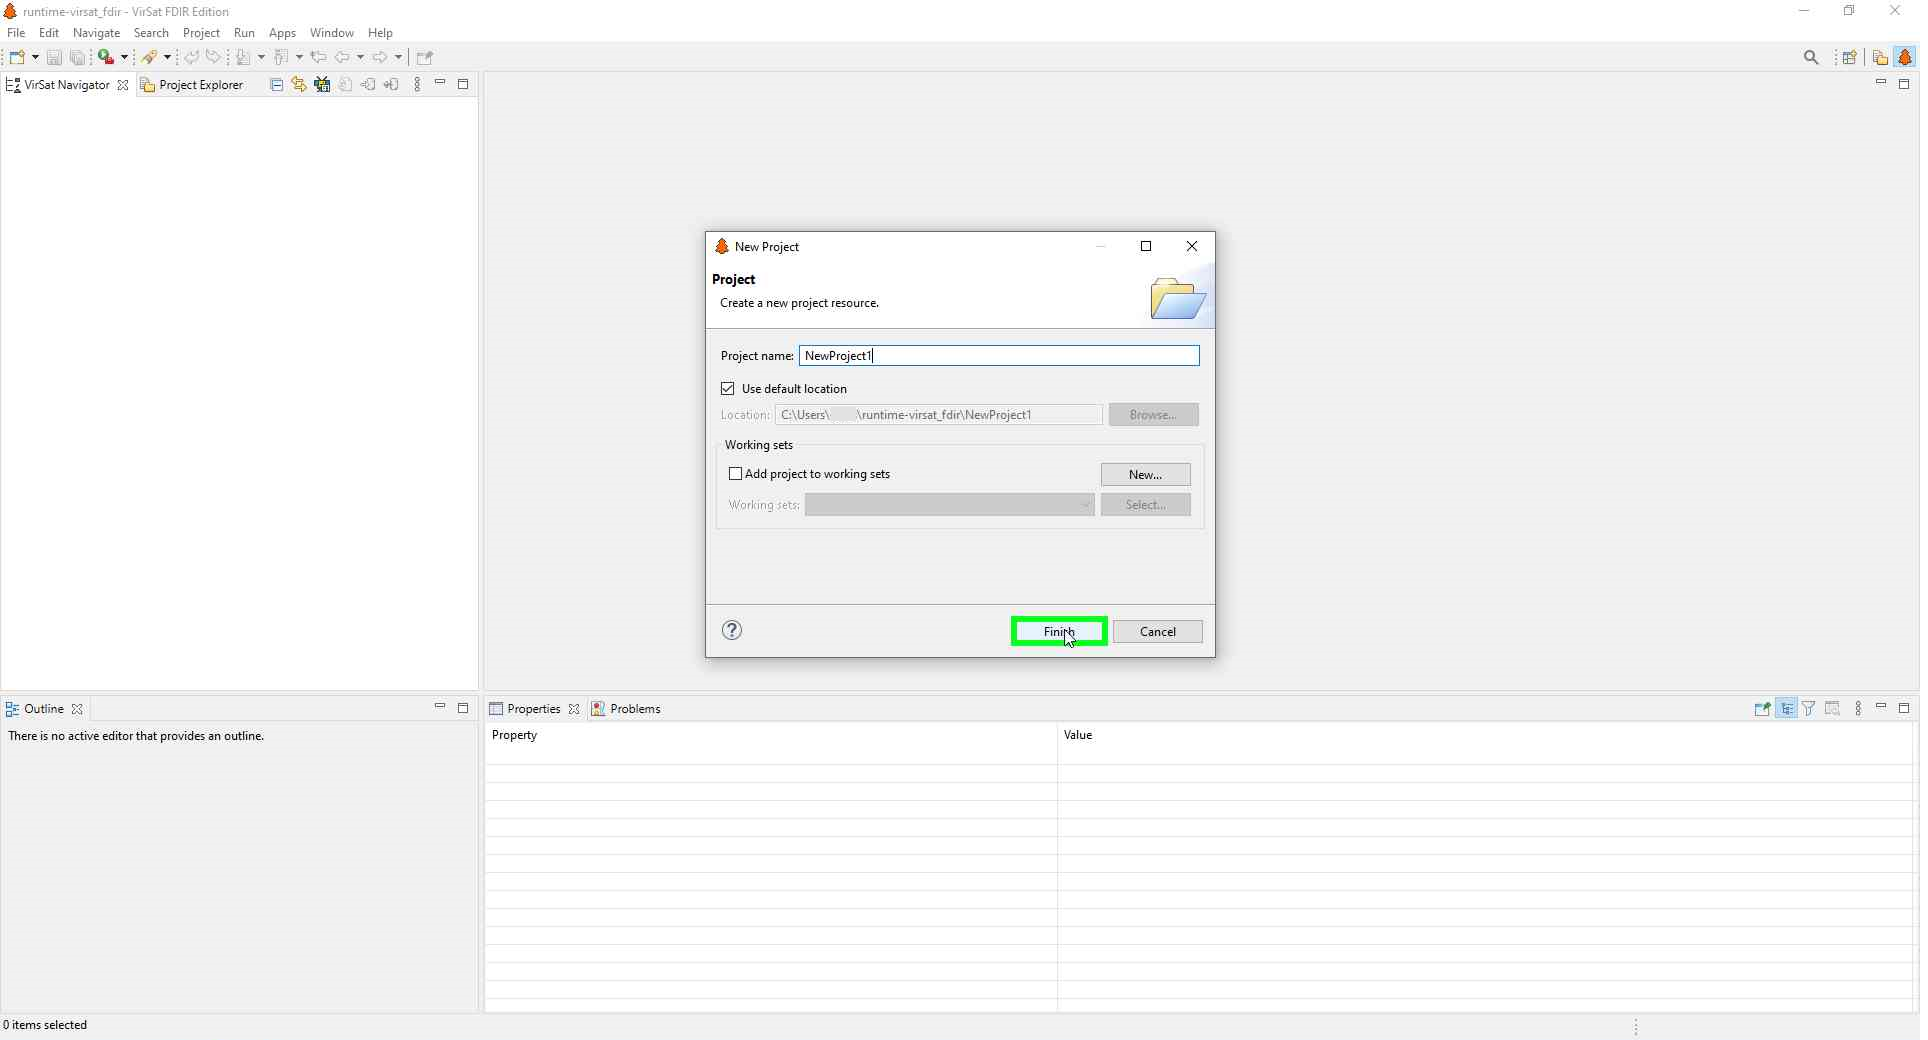 runtime-virsat_fdir - VirSat FDIR Edition
File Edit Navigate Search Project Run Apps Window Help
VirSat Navigator Project Explorer
New Project
Project
Create a new project resource.
Project name: NewProject1
Use default location
Location: C:\Users\ \runtime-virsat_fdir\NewProject1 Browse...
Working sets
Add project to working sets New...
Working sets: Select...
? Finish Cancel
Outline
There is no active editor that provides an outline.
Properties Problems
Property Value
0 items selected